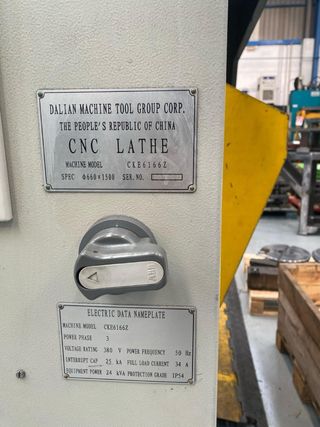 DALIAN MACHINE TOOL GROUP CORP.
THE PEOPLE'S REPUBLIC OF CHINA
CNC LATHE
MACHINE MODEL CKE6166Z
SPEC Φ660×1500 SER.NO.
ELECTRIC DATA NAMEPLATE
MACHINE MODEL CKE6166Z
POWER PHASE 3
VOLTAGE RATING 380 V POWER FREQUENCY 50 Hz
INTERRUPT CAP 25 kA FULL LOAD CURRENT 34 A
EQUIPMENT POWER 24 kVA PROTECTION GRADE IP54